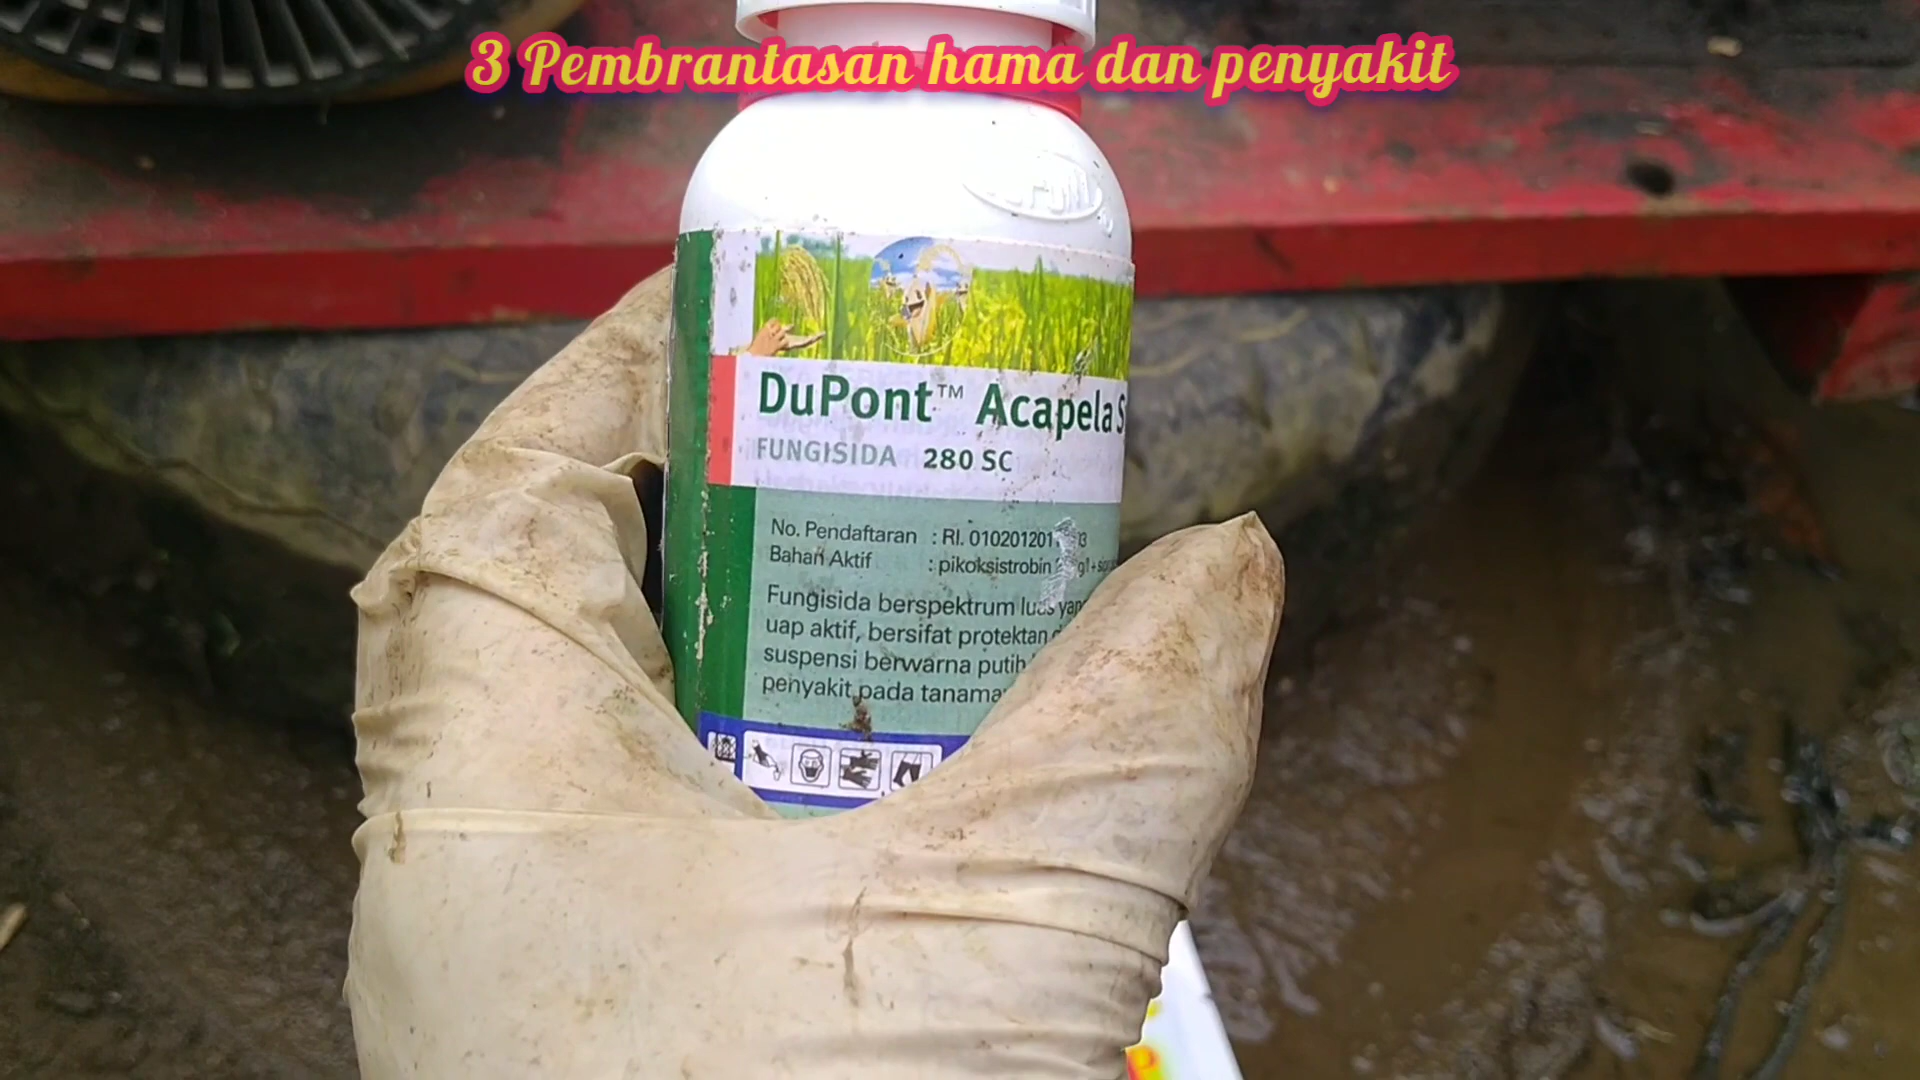 3 Pembrantasan hama dan penyakit
DuPont™ Acapela
FUNGISIDA 280 SC
No. Pendaftaran : RI.
Bahan Aktif : pikoksistrobin
Fungisida berspektrum luas
uap aktif, bersifat protektan
suspensi berwarna putih
penyakit pada